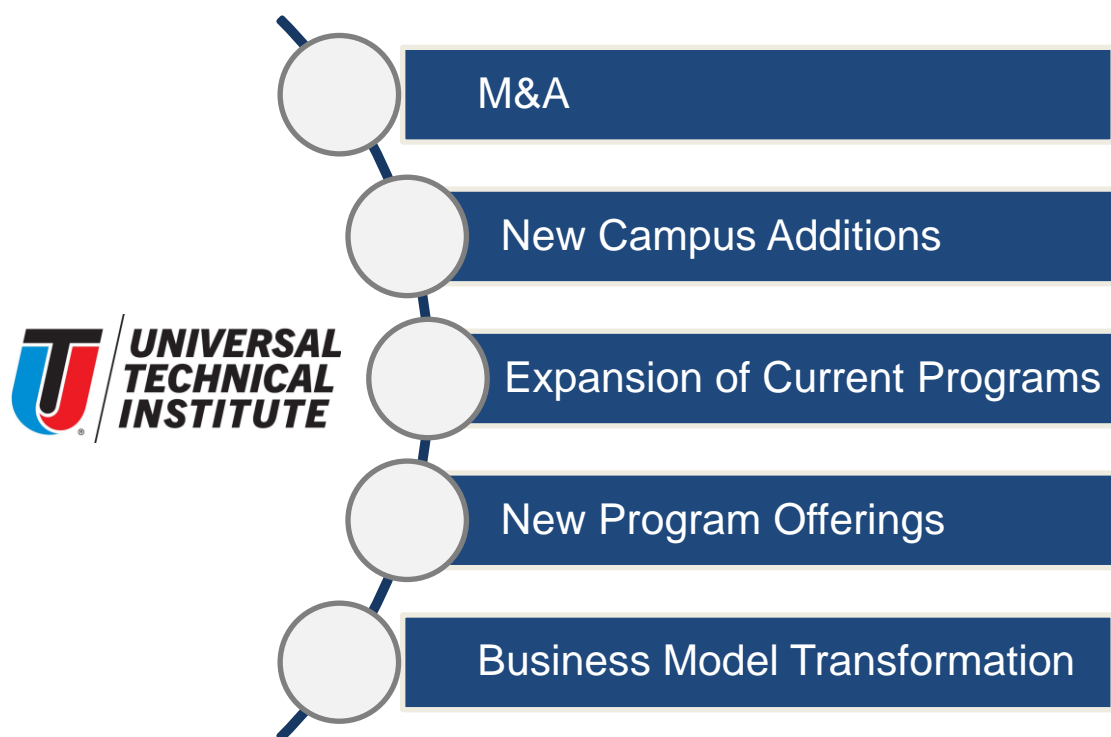 M&A
New Campus Additions
UNIVERSAL
TECHNICAL
INSTITUTE
®
Expansion of Current Programs
New Program Offerings
Business Model Transformation